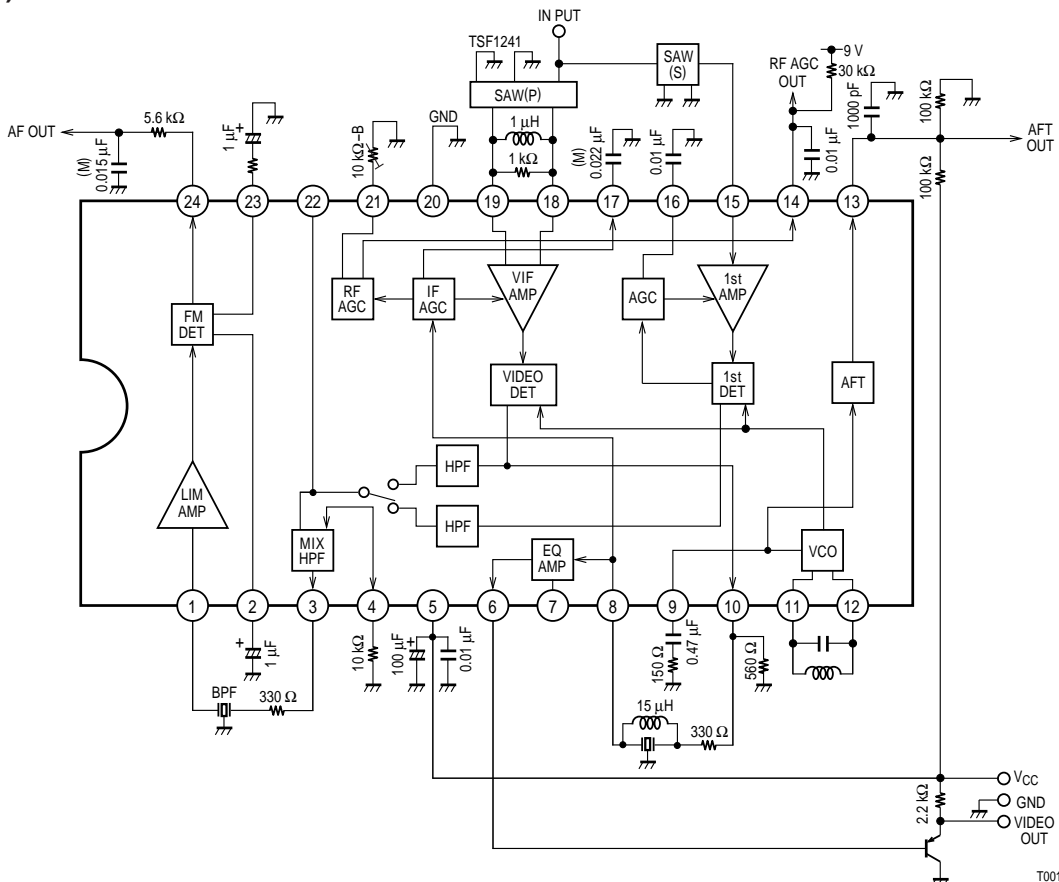 IN PUT
TSF1241
SAW (S)
9 V
RF AGC OUT
30 kΩ
1000 pF
100 kΩ
SAW(P)
5.6 kΩ
AF OUT
(M) 0.015 µF
1 µF
+
10 kΩ–B
GND
1 µH
1 kΩ
(M) 0.022 µF
0.01 µF
0.01 µF
AFT OUT
100 kΩ
24
23
22
21
20
19
18
17
16
15
14
13
RF AGC
IF AGC
VIF AMP
AGC
1st AMP
FM DET
VIDEO DET
1st DET
AFT
HPF
LIM AMP
HPF
MIX HPF
EQ AMP
VCO
1
2
3
4
5
6
7
8
9
10
11
12
+
1 µF
10 kΩ
100 µF
+
0.01 µF
150 Ω
0.47 µF
560 Ω
BPF
330 Ω
15 µH
330 Ω
VCC
2.2 kΩ
GND
VIDEO OUT
T001